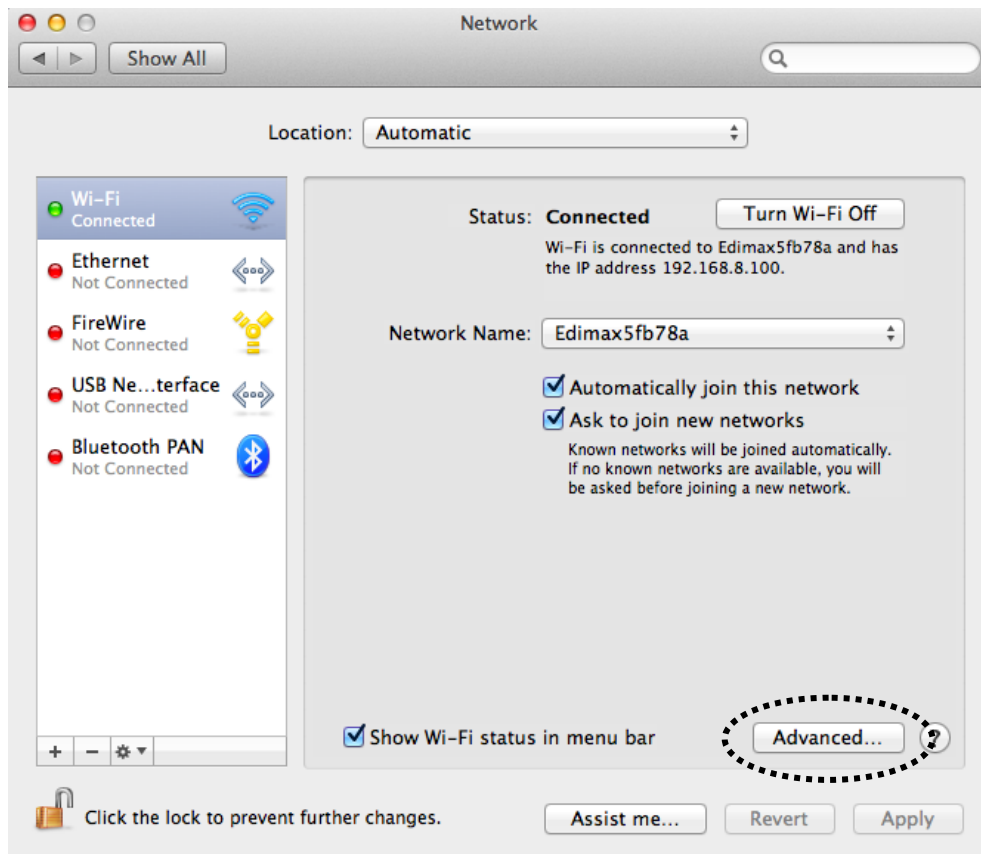 Network
Show All
Location: Automatic
Wi-Fi
Connected
Ethernet
Not Connected
FireWire
Not Connected
USB Ne...terface
Not Connected
Bluetooth PAN
Not Connected
Status: Connected
Turn Wi-Fi Off
Wi-Fi is connected to Edimax5fb78a and has
the IP address 192.168.8.100.
Network Name: Edimax5fb78a
Automatically join this network
Ask to join new networks
Known networks will be joined automatically.
If no known networks are available, you will
be asked before joining a new network.
Show Wi-Fi status in menu bar
Advanced...
?
+ −
Click the lock to prevent further changes.
Assist me...
Revert
Apply